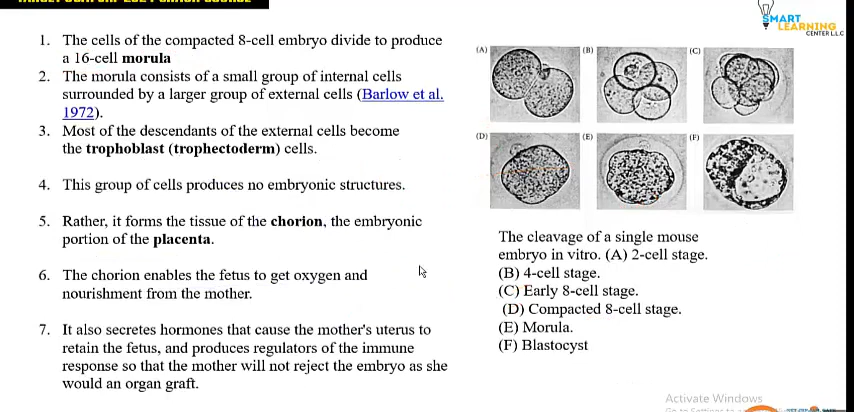 SMART
LEARNING
CENTER LLC
1. The cells of the compacted 8-cell embryo divide to produce
a 16-cell morula
2. The morula consists of a small group of internal cells
surrounded by a larger group of external cells (Barlow et al.
1972).
3. Most of the descendants of the external cells become
the trophoblast (trophectoderm) cells.
4. This group of cells produces no embryonic structures.
5. Rather, it forms the tissue of the chorion, the embryonic
portion of the placenta.
6. The chorion enables the fetus to get oxygen and
nourishment from the mother.
7. It also secretes hormones that cause the mother's uterus to
retain the fetus, and produces regulators of the immune
response so that the mother will not reject the embryo as she
would an organ graft.
(A) (B) (C)
(D) (E) (F)
The cleavage of a single mouse
embryo in vitro. (A) 2-cell stage.
(B) 4-cell stage.
(C) Early 8-cell stage.
(D) Compacted 8-cell stage.
(E) Morula.
(F) Blastocyst
Activate Windows